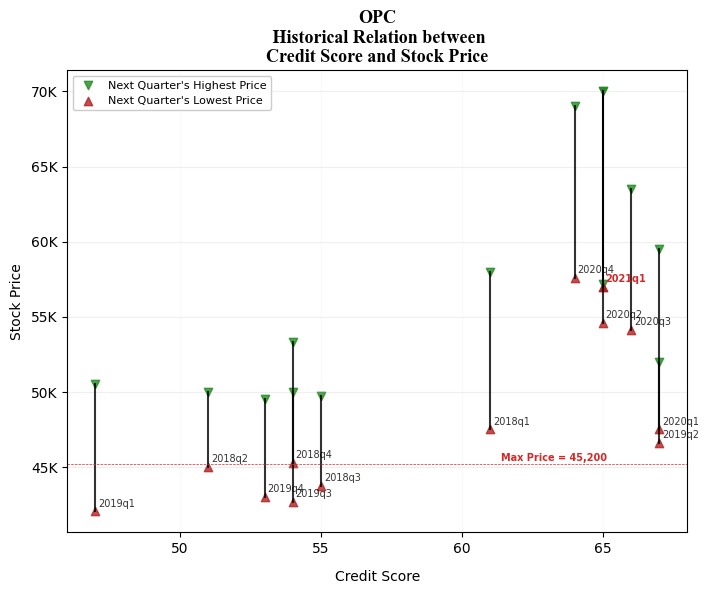 OPC
Historical Relation between
Credit Score and Stock Price
Next Quarter's Highest Price
Next Quarter's Lowest Price
70K
65K
60K
55K
50K
45K
Stock Price
2020q4
2021q1
2020q2
2020q3
2018q1
2020q1
2019q2
2018q4
Max Price = 45,200
2018q2
2018q3
2019q4
2019q3
2019q1
50
55
60
65
Credit Score